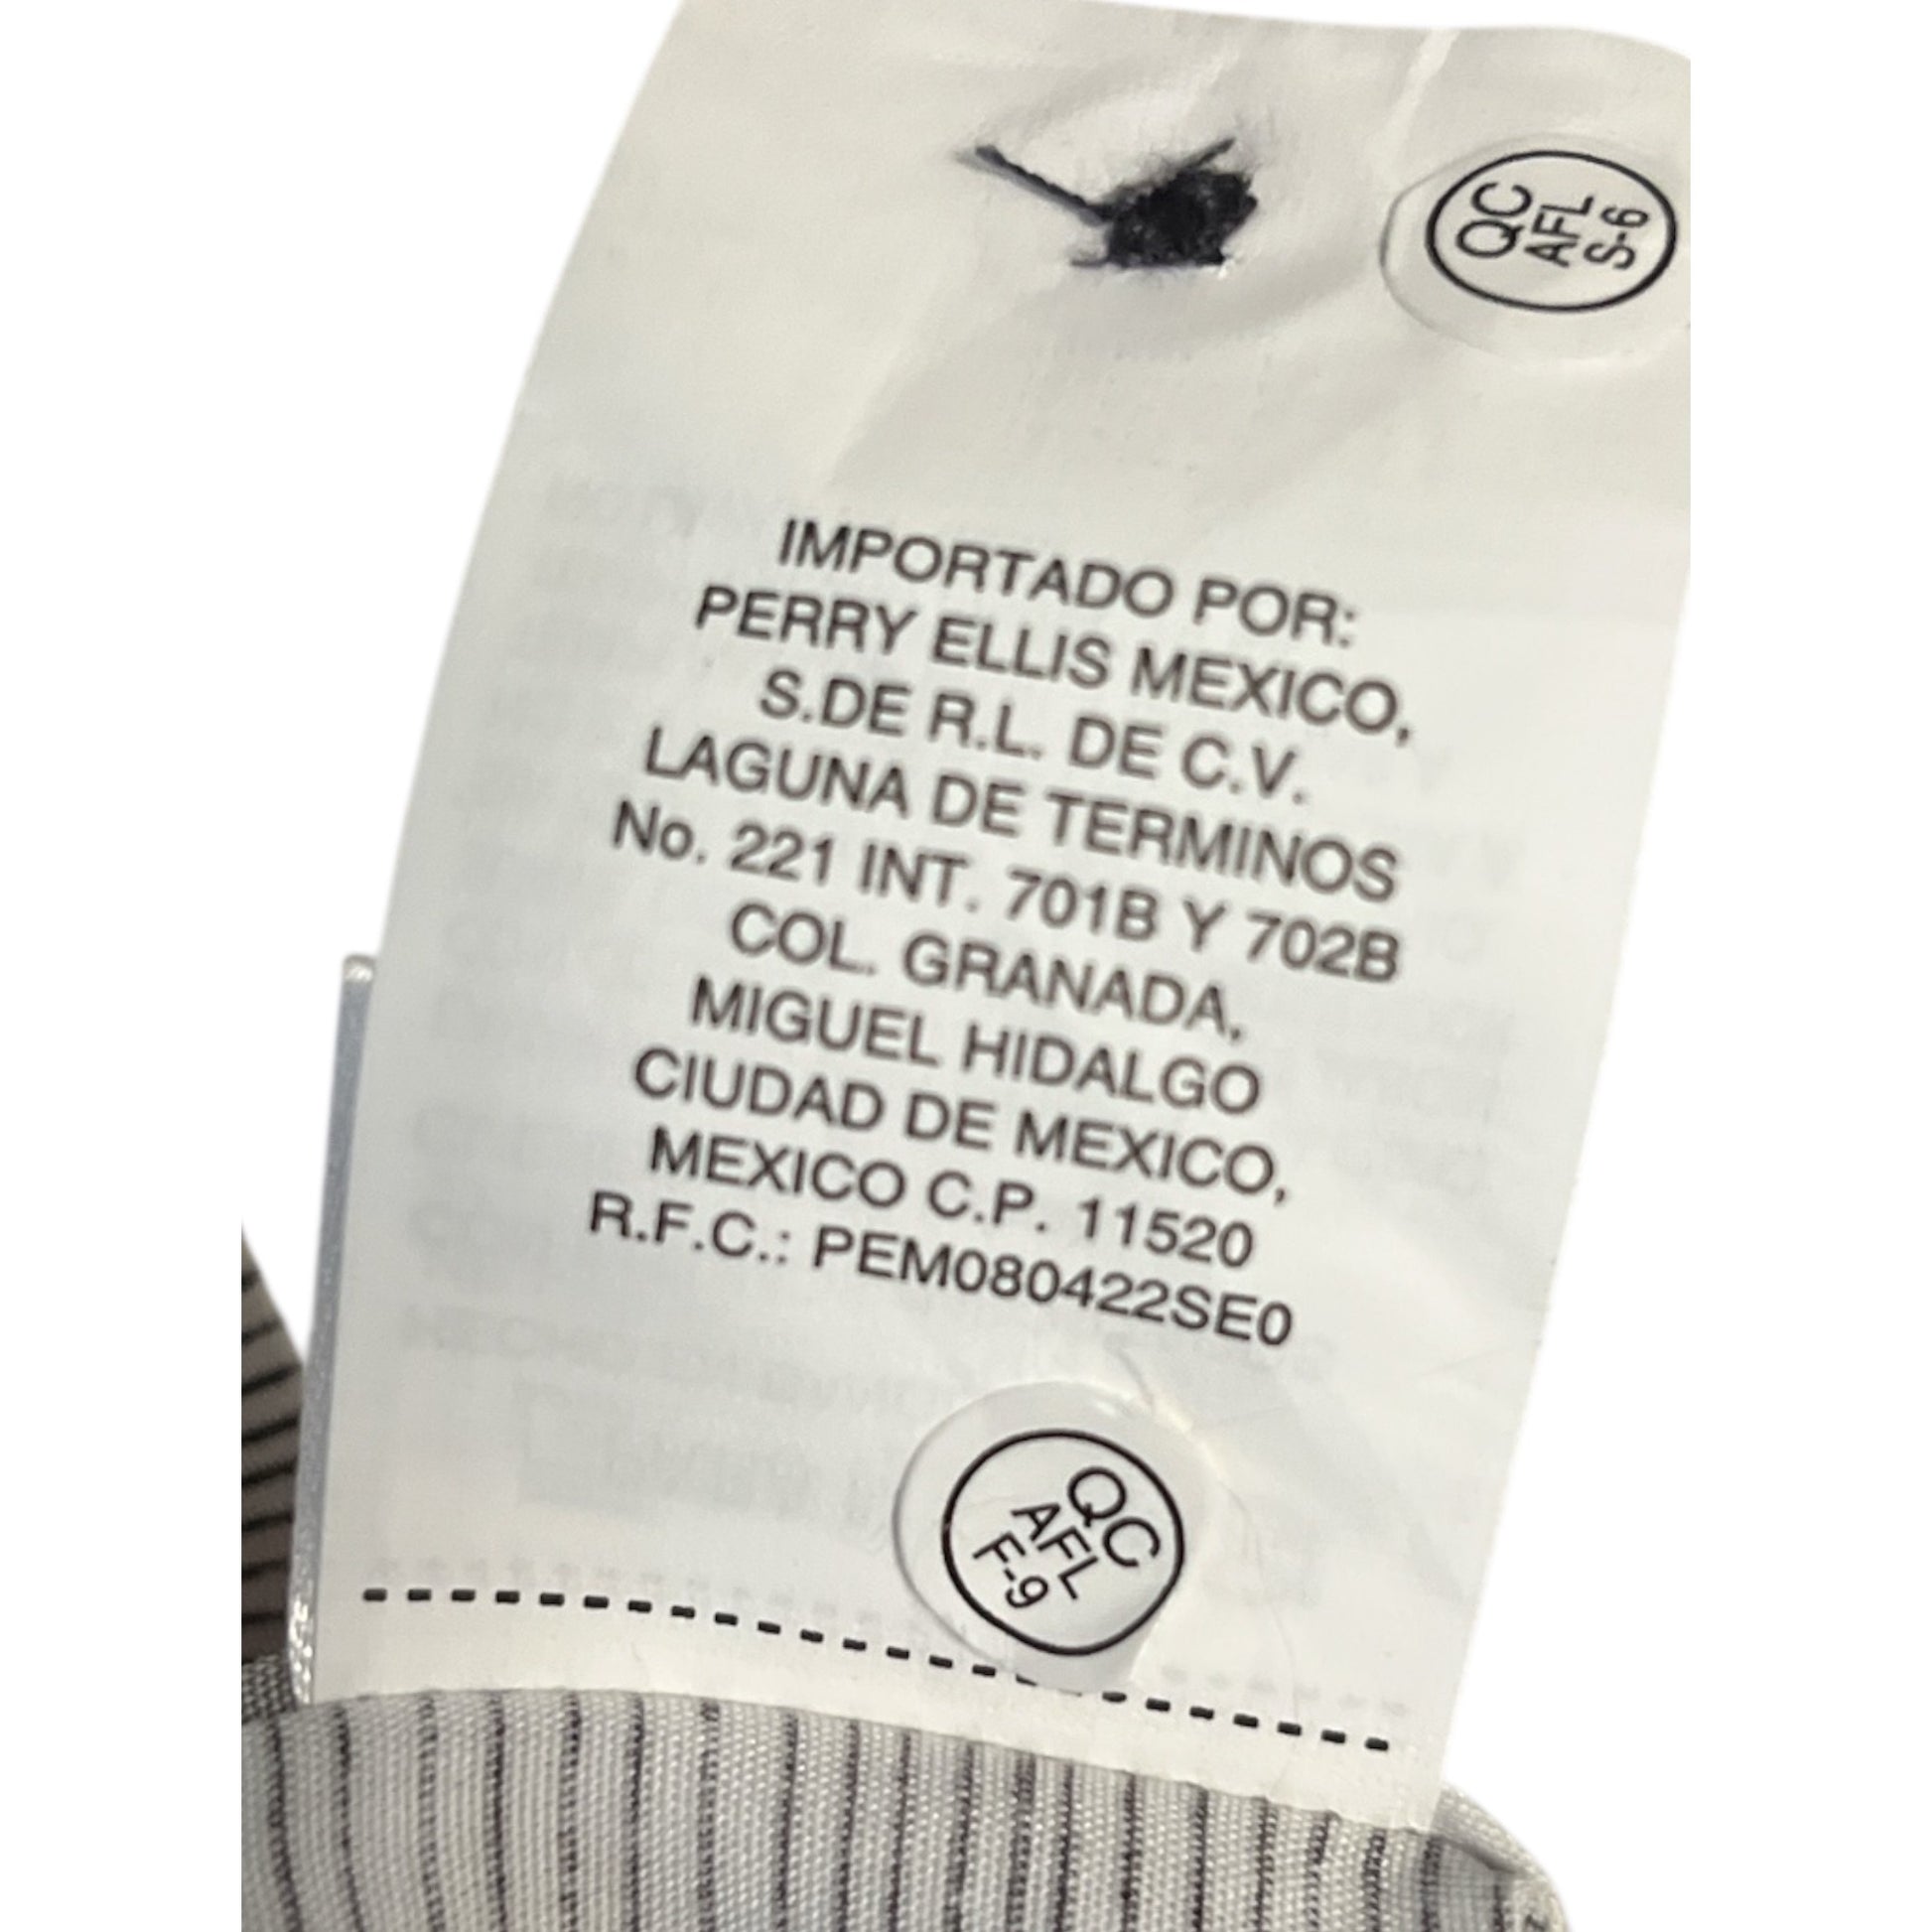 QC
AFL
S-6
IMPORTADO POR:
PERRY ELLIS MEXICO,
S.DE R.L. DE C.V.
LAGUNA DE TERMINOS
No. 221 INT. 701B Y 702B
COL. GRANADA,
MIGUEL HIDALGO
CIUDAD DE MEXICO,
MEXICO C.P. 11520
R.F.C.: PEM080422SE0
QC
AFL
F-9